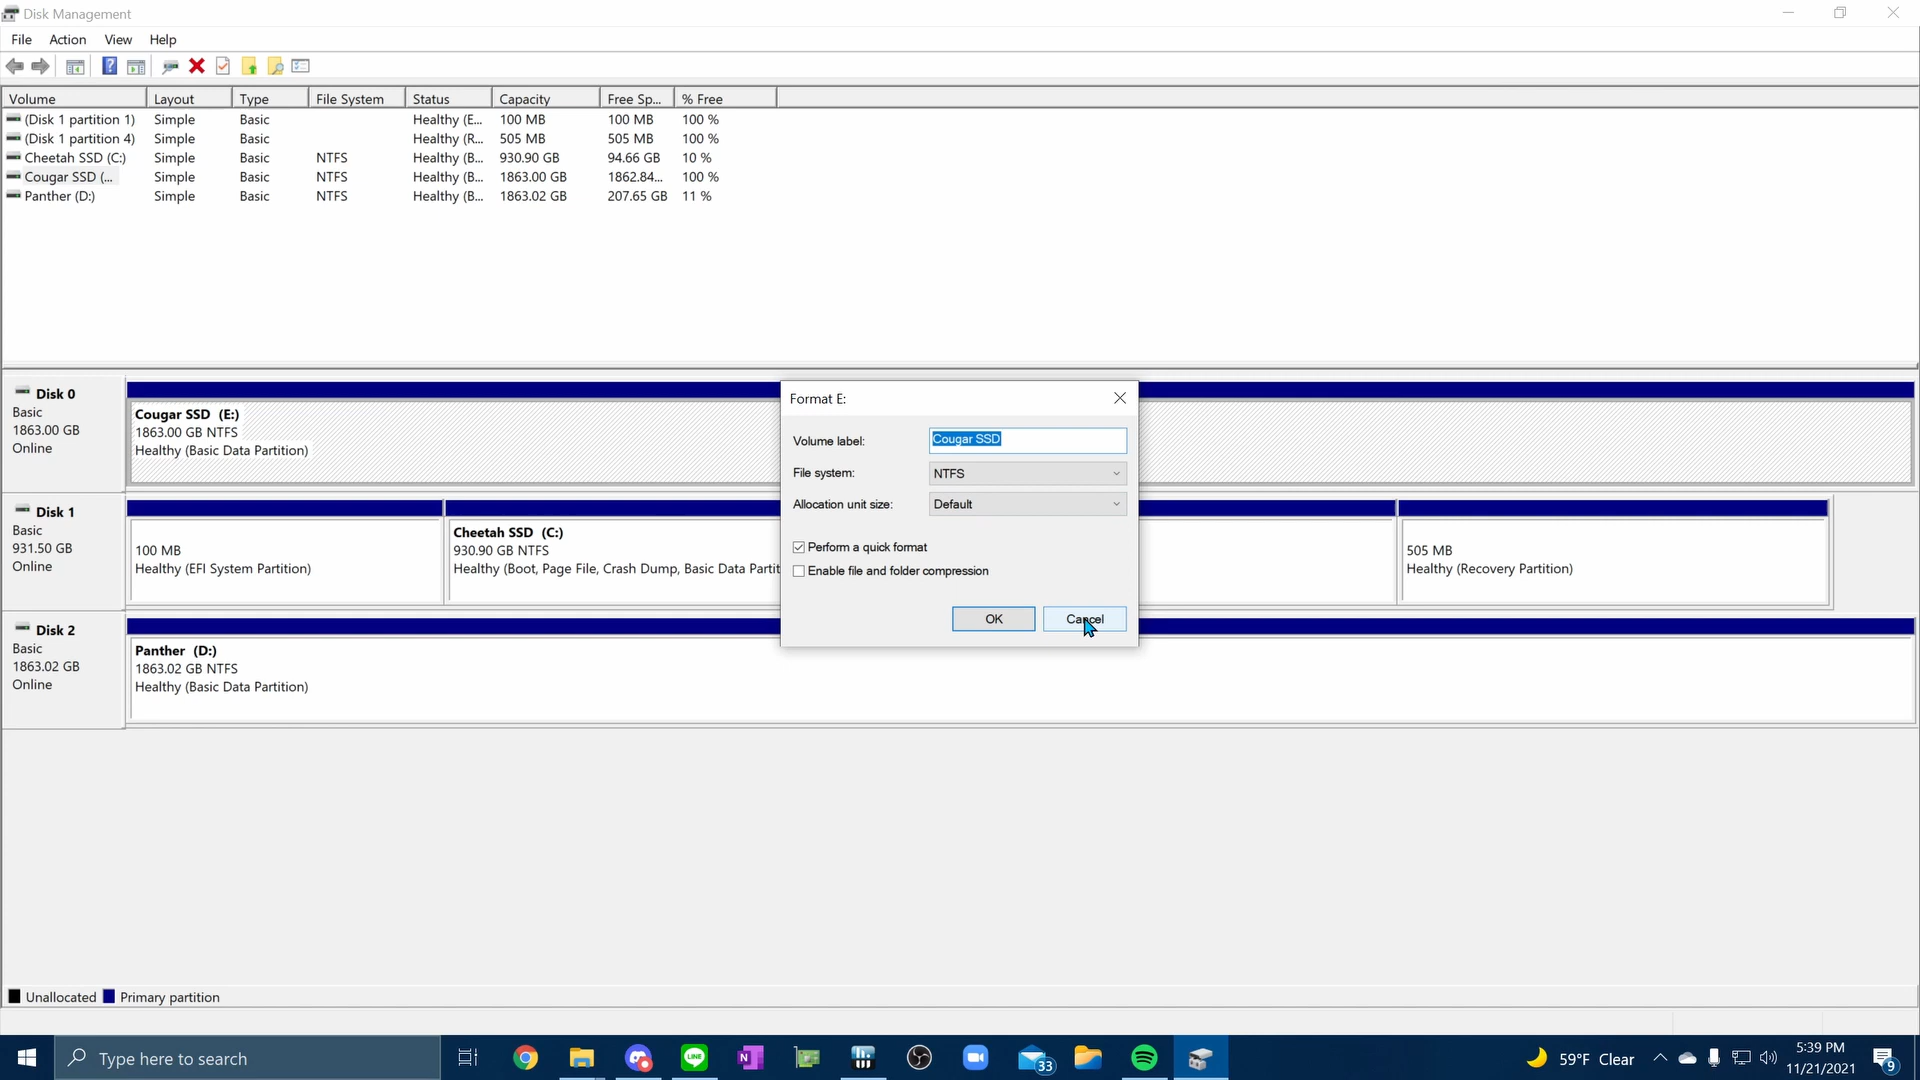 Disk Management
File Action View Help
Volume Layout Type File System Status Capacity Free Sp... % Free
(Disk 1 partition 1) Simple Basic Healthy (E... 100 MB 100 MB 100 %
(Disk 1 partition 4) Simple Basic Healthy (R... 505 MB 505 MB 100 %
Cheetah SSD (C:) Simple Basic NTFS Healthy (B... 930.90 GB 94.66 GB 10 %
Cougar SSD (... Simple Basic NTFS Healthy (B... 1863.00 GB 1862.84... 100 %
Panther (D:) Simple Basic NTFS Healthy (B... 1863.02 GB 207.65 GB 11 %
Disk 0
Basic
1863.00 GB
Online
Cougar SSD (E:)
1863.00 GB NTFS
Healthy (Basic Data Partition)
Disk 1
Basic
931.50 GB
Online
100 MB
Healthy (EFI System Partition)
Cheetah SSD (C:)
930.90 GB NTFS
Healthy (Boot, Page File, Crash Dump, Basic Data Partit
505 MB
Healthy (Recovery Partition)
Disk 2
Basic
1863.02 GB
Online
Panther (D:)
1863.02 GB NTFS
Healthy (Basic Data Partition)
Format E:
Volume label: Cougar SSD
File system: NTFS
Allocation unit size: Default
Perform a quick format
Enable file and folder compression
OK Cancel
Unallocated Primary partition
Type here to search
LINE
N
33
59°F Clear
5:39 PM
11/21/2021
9